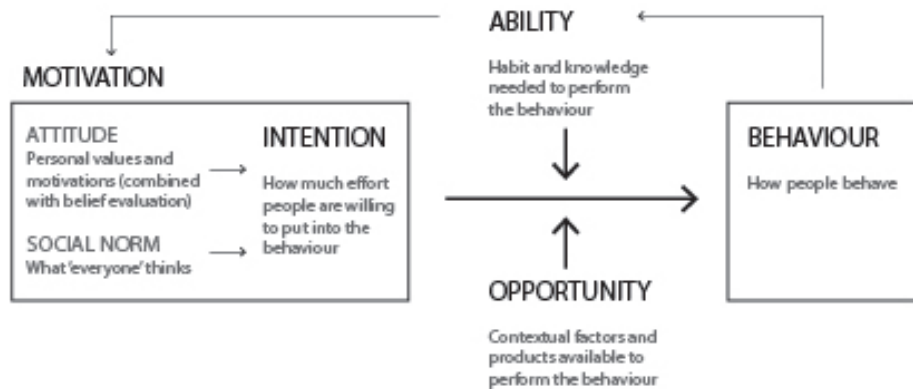 ABILITY
Habit and knowledge
needed to perform
the behaviour
MOTIVATION
ATTITUDE
Personal values and
motivations (combined
with belief evaluation)
SOCIAL NORM
What 'everyone' thinks
INTENTION
How much effort
people are willing
to put into the
behaviour
BEHAVIOUR
How people behave
OPPORTUNITY
Contextual factors and
products available to
perform the behaviour